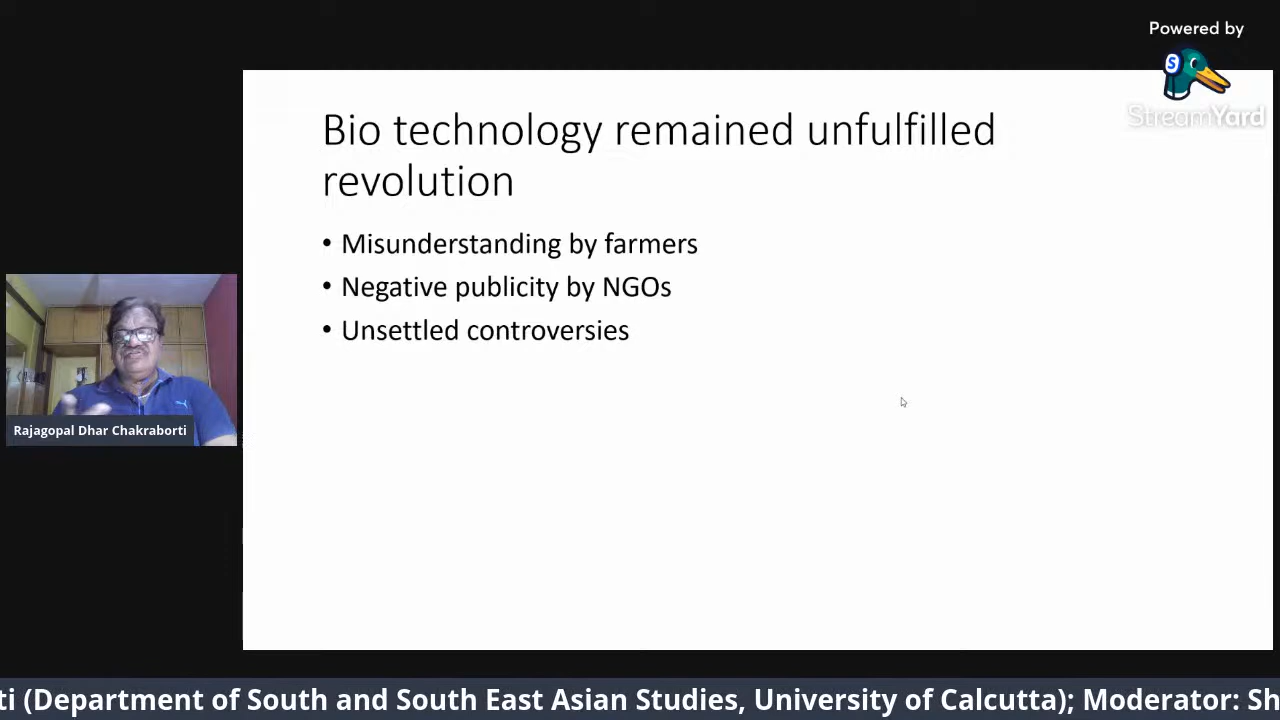 Powered by
S
StreamYard
Bio technology remained unfulfilled
revolution
• Misunderstanding by farmers
• Negative publicity by NGOs
• Unsettled controversies
Rajagopal Dhar Chakraborti
ti (Department of South and South East Asian Studies, University of Calcutta); Moderator: Sh